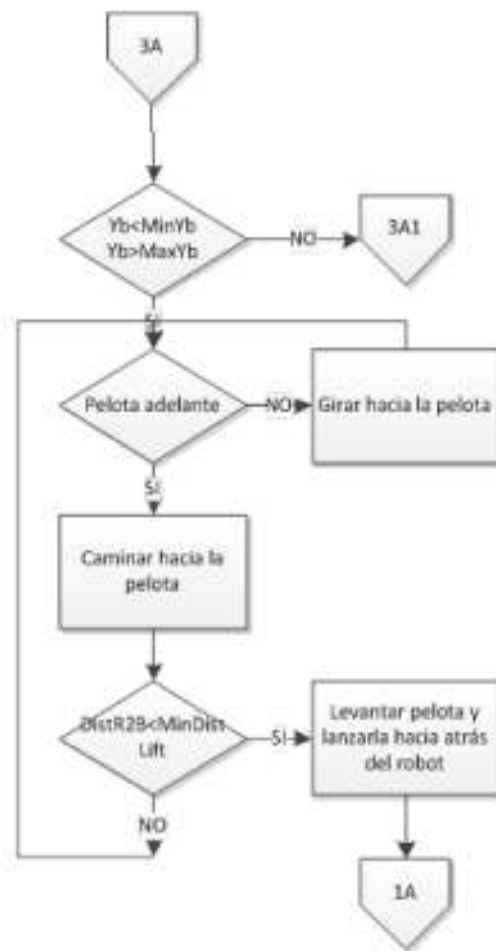 3A
Yb<MinYb
Yb>MaxYb
NO
3A1
Si
Pelota adelante
NO
Girar hacia la pelota
Si
Caminar hacia la
pelota
DistR2B<MinDist
Lift
Si
Levantar pelota y
lanzarla hacia atrás
del robot
NO
1A